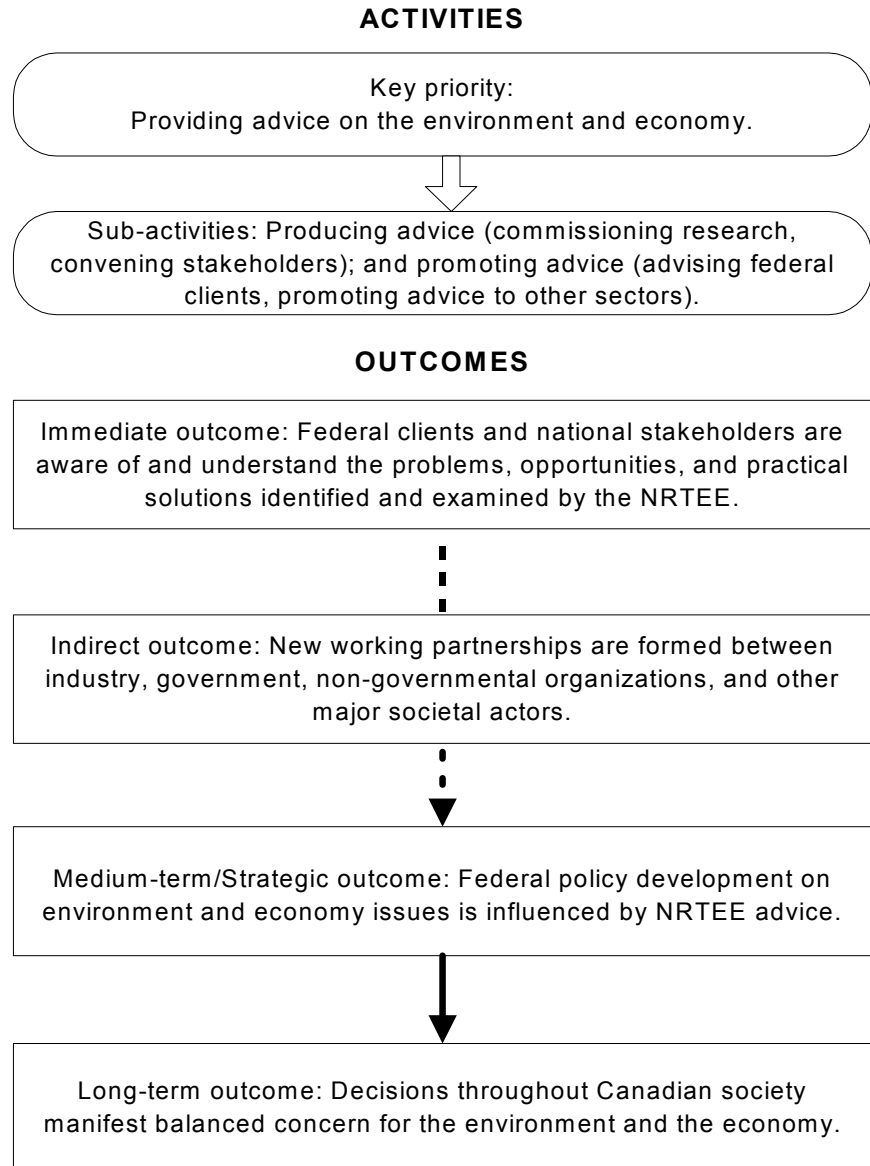 ACTIVITIES
Key priority:
Providing advice on the environment and economy.
Sub-activities: Producing advice (commissioning research,
convening stakeholders); and promoting advice (advising federal
clients, promoting advice to other sectors).
OUTCOMES
Immediate outcome: Federal clients and national stakeholders are
aware of and understand the problems, opportunities, and practical
solutions identified and examined by the NRTEE.
Indirect outcome: New working partnerships are formed between
industry, government, non-governmental organizations, and other
major societal actors.
Medium-term/Strategic outcome: Federal policy development on
environment and economy issues is influenced by NRTEE advice.
Long-term outcome: Decisions throughout Canadian society
manifest balanced concern for the environment and the economy.